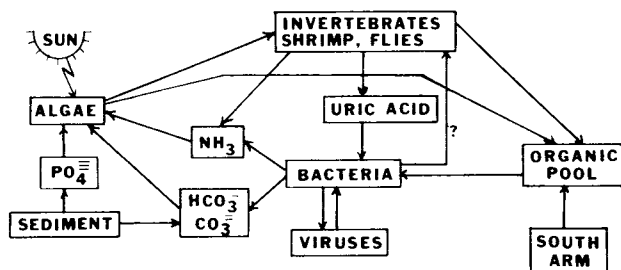 INVERTEBRATES
SHRIMP, FLIES
SUN
ALGAE
URIC ACID
?
NH₃
PO₄≡
BACTERIA
ORGANIC
POOL
HCO₃⁻
CO₃=
SEDIMENT
VIRUSES
SOUTH
ARM